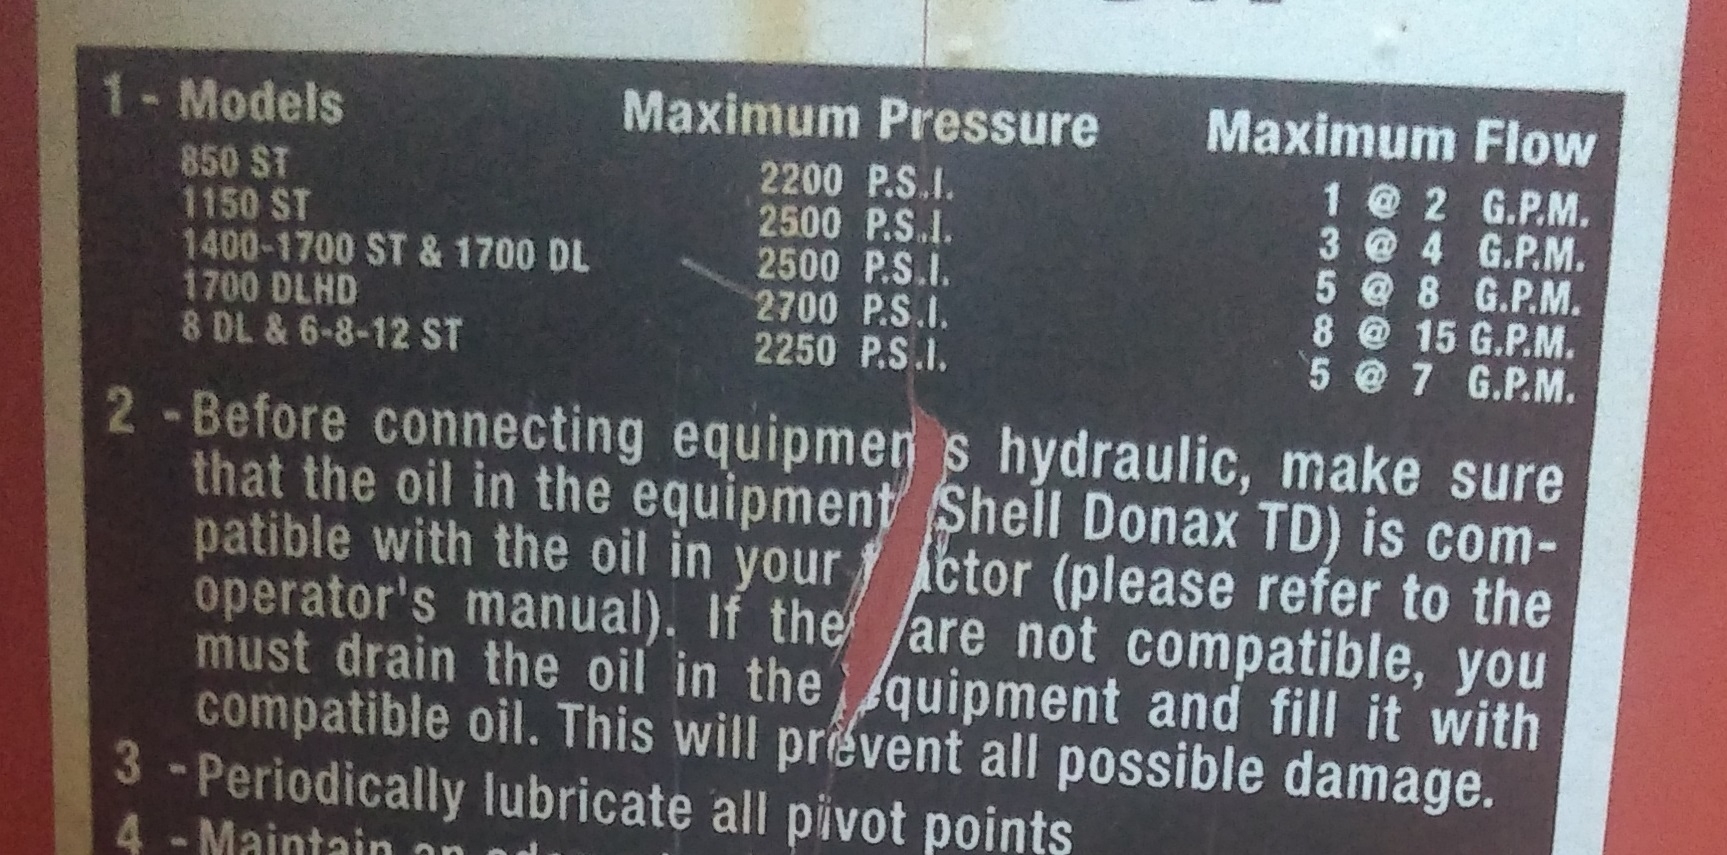 1 - Models Maximum Pressure Maximum Flow
850 ST 2200 P.S.I. 1 @ 2 G.P.M.
1150 ST 2500 P.S.I. 3 @ 4 G.P.M.
1400-1700 ST & 1700 DL 2500 P.S.I. 5 @ 8 G.P.M.
1700 DLHD 2700 P.S.I. 8 @ 15 G.P.M.
8 DL & 6-8-12 ST 2250 P.S.I. 5 @ 7 G.P.M.
2 - Before connecting hydraulic, make sure
that the oil in the equipment Shell Donax TD) is com-
patible with the oil in your (please refer to the
operator's manual). If are not compatible, you
must drain the oil in the equipment and fill it with
compatible oil. This will prevent all possible damage.
3 - Periodically lubricate all pivot points
4 - Maintain an